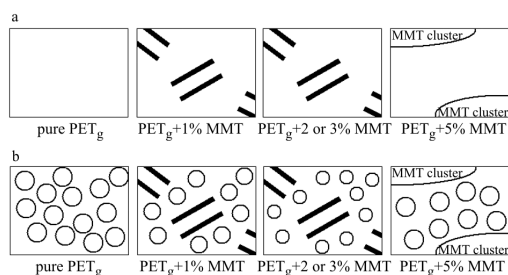 a
MMT cluster
MMT cluster
pure PETg
PETg+1% MMT
PETg+2 or 3% MMT
PETg+5% MMT
b
MMT cluster
MMT cluster
pure PETg
PETg+1% MMT
PETg+2 or 3% MMT
PETg+5% MMT